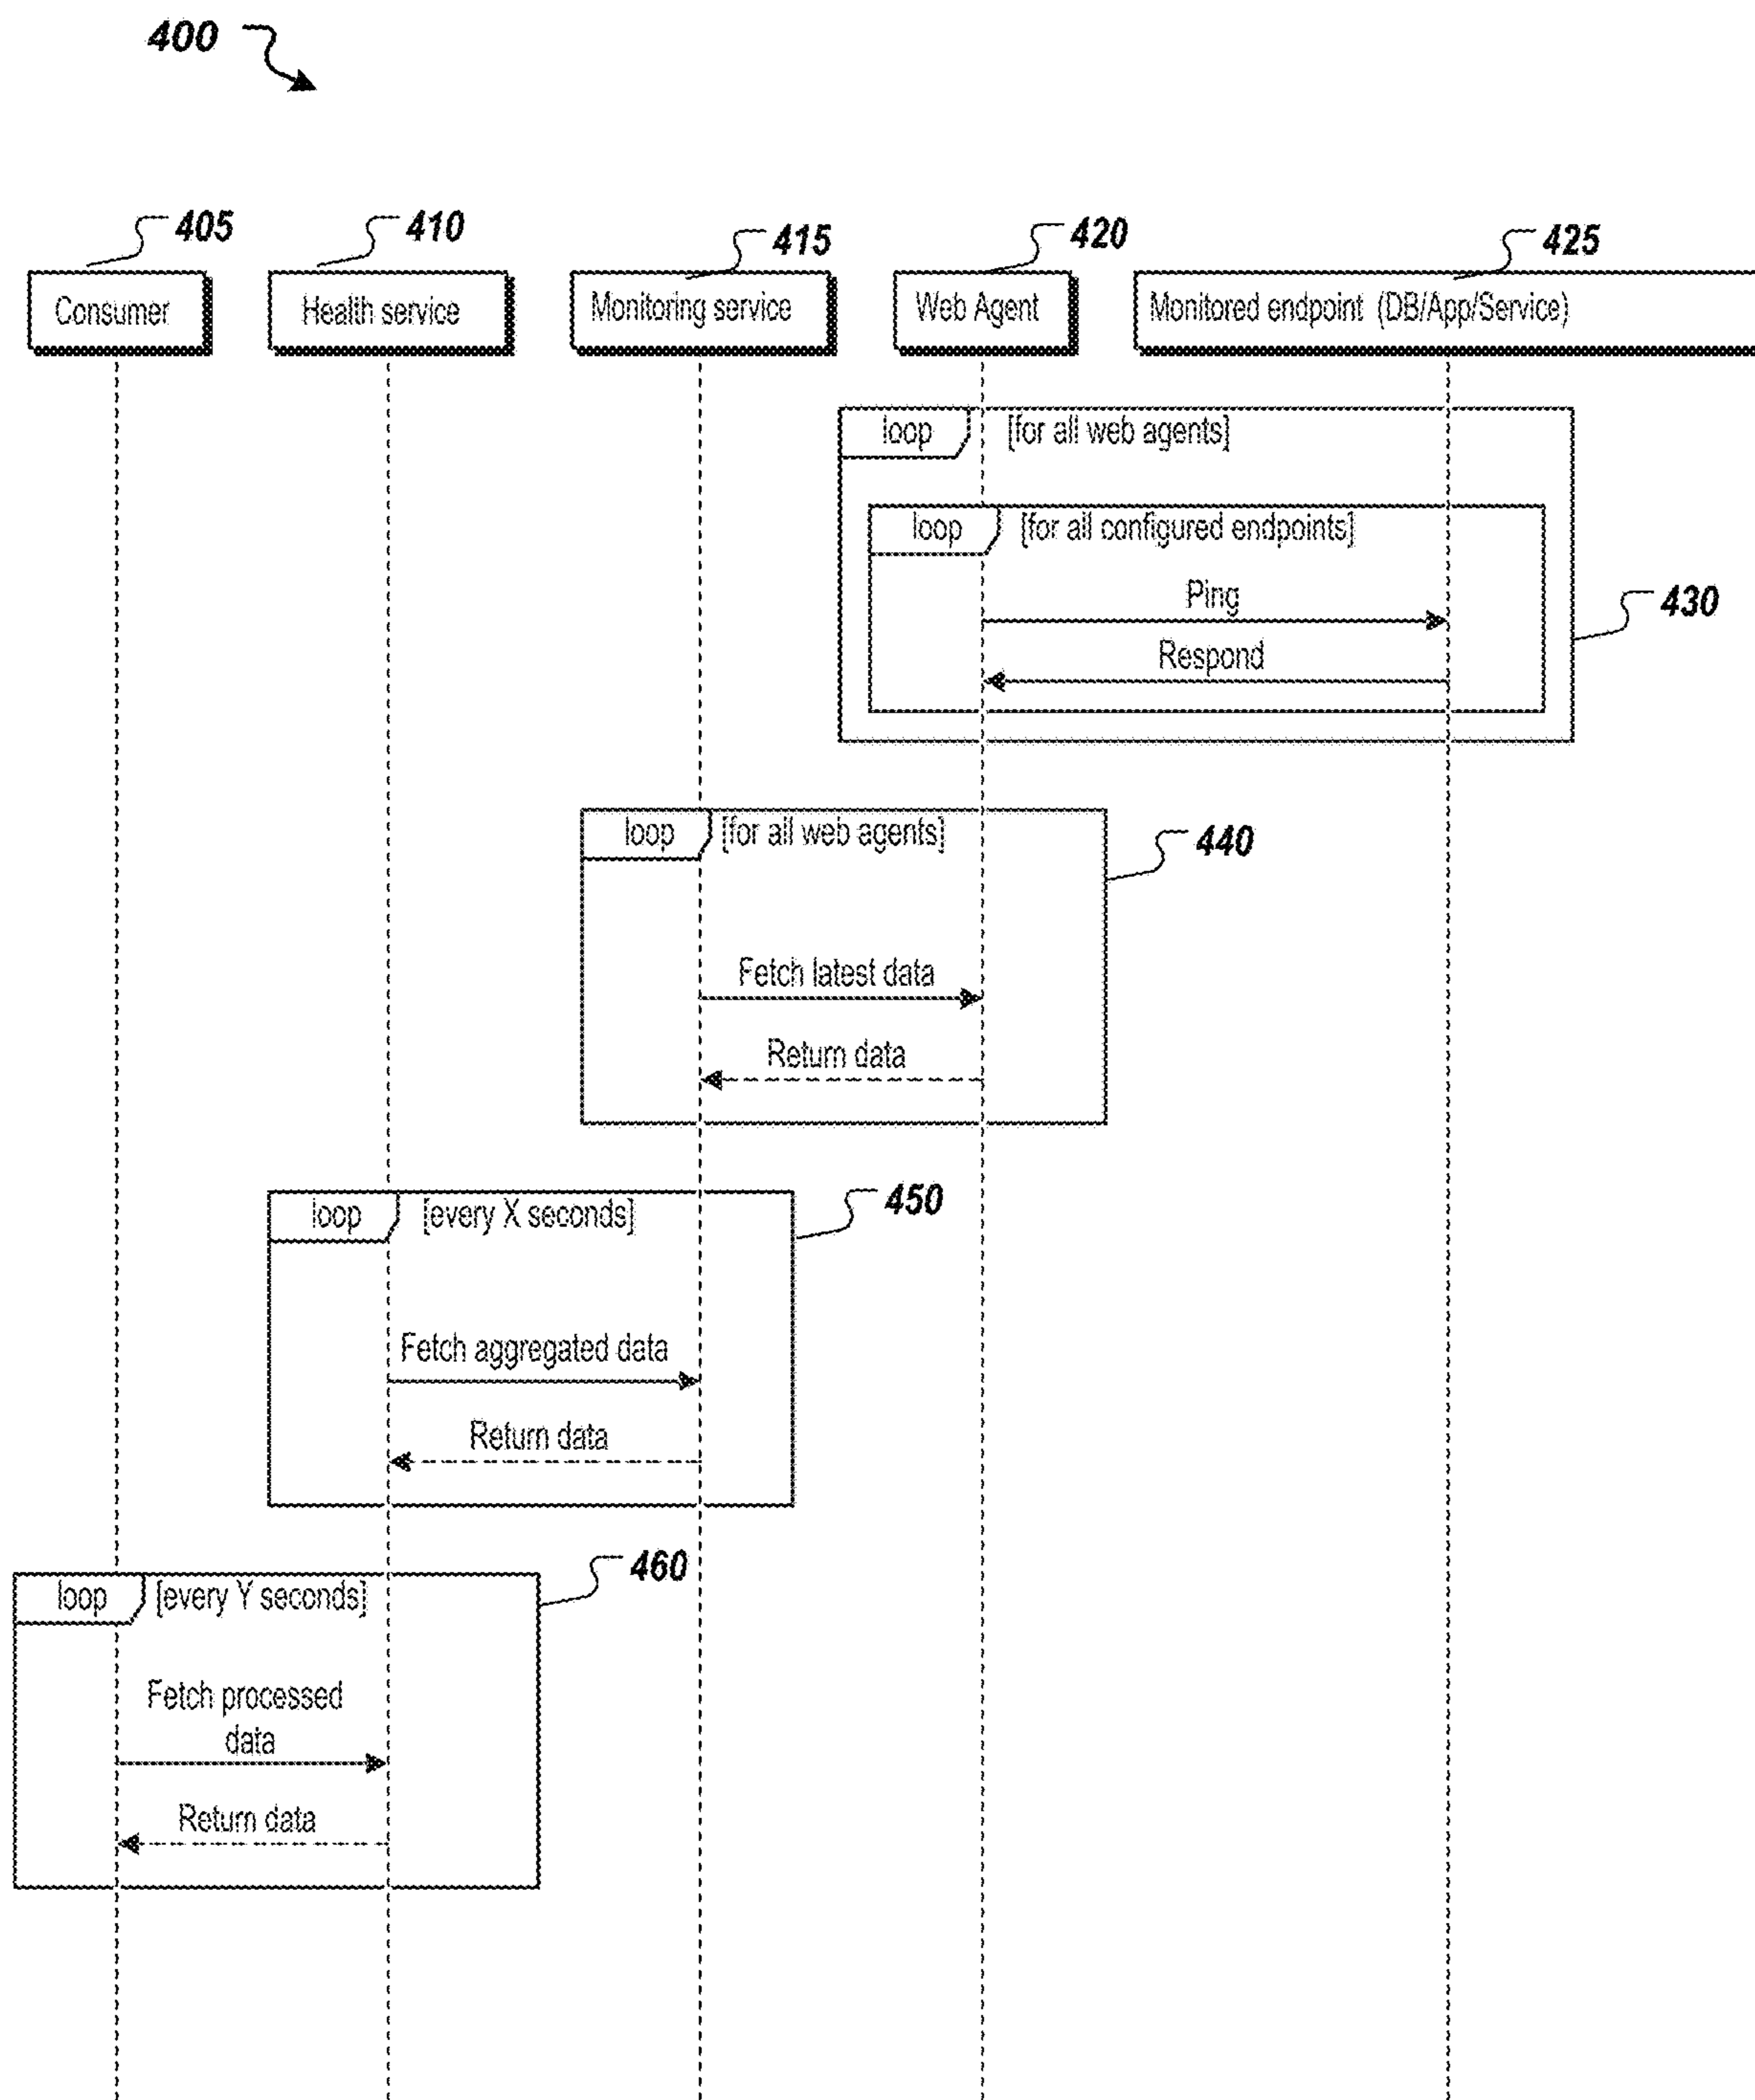 400
405
410
415
420
425
Consumer
Health service
Monitoring service
Web Agent
Monitored endpoint (DB/App/Service)
loop [for all web agents]
loop [for all configured endpoints]
Ping
430
Respond
loop [for all web agents]
440
Fetch latest data
Return data
loop [every X seconds]
450
Fetch aggregated data
Return data
loop [every Y seconds]
460
Fetch processed
data
Return data